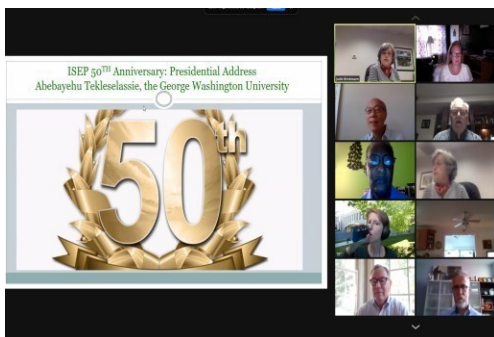 ISEP 50TH Anniversary: Presidential Address
Abebayehu Tekleselassie, the George Washington University
50th